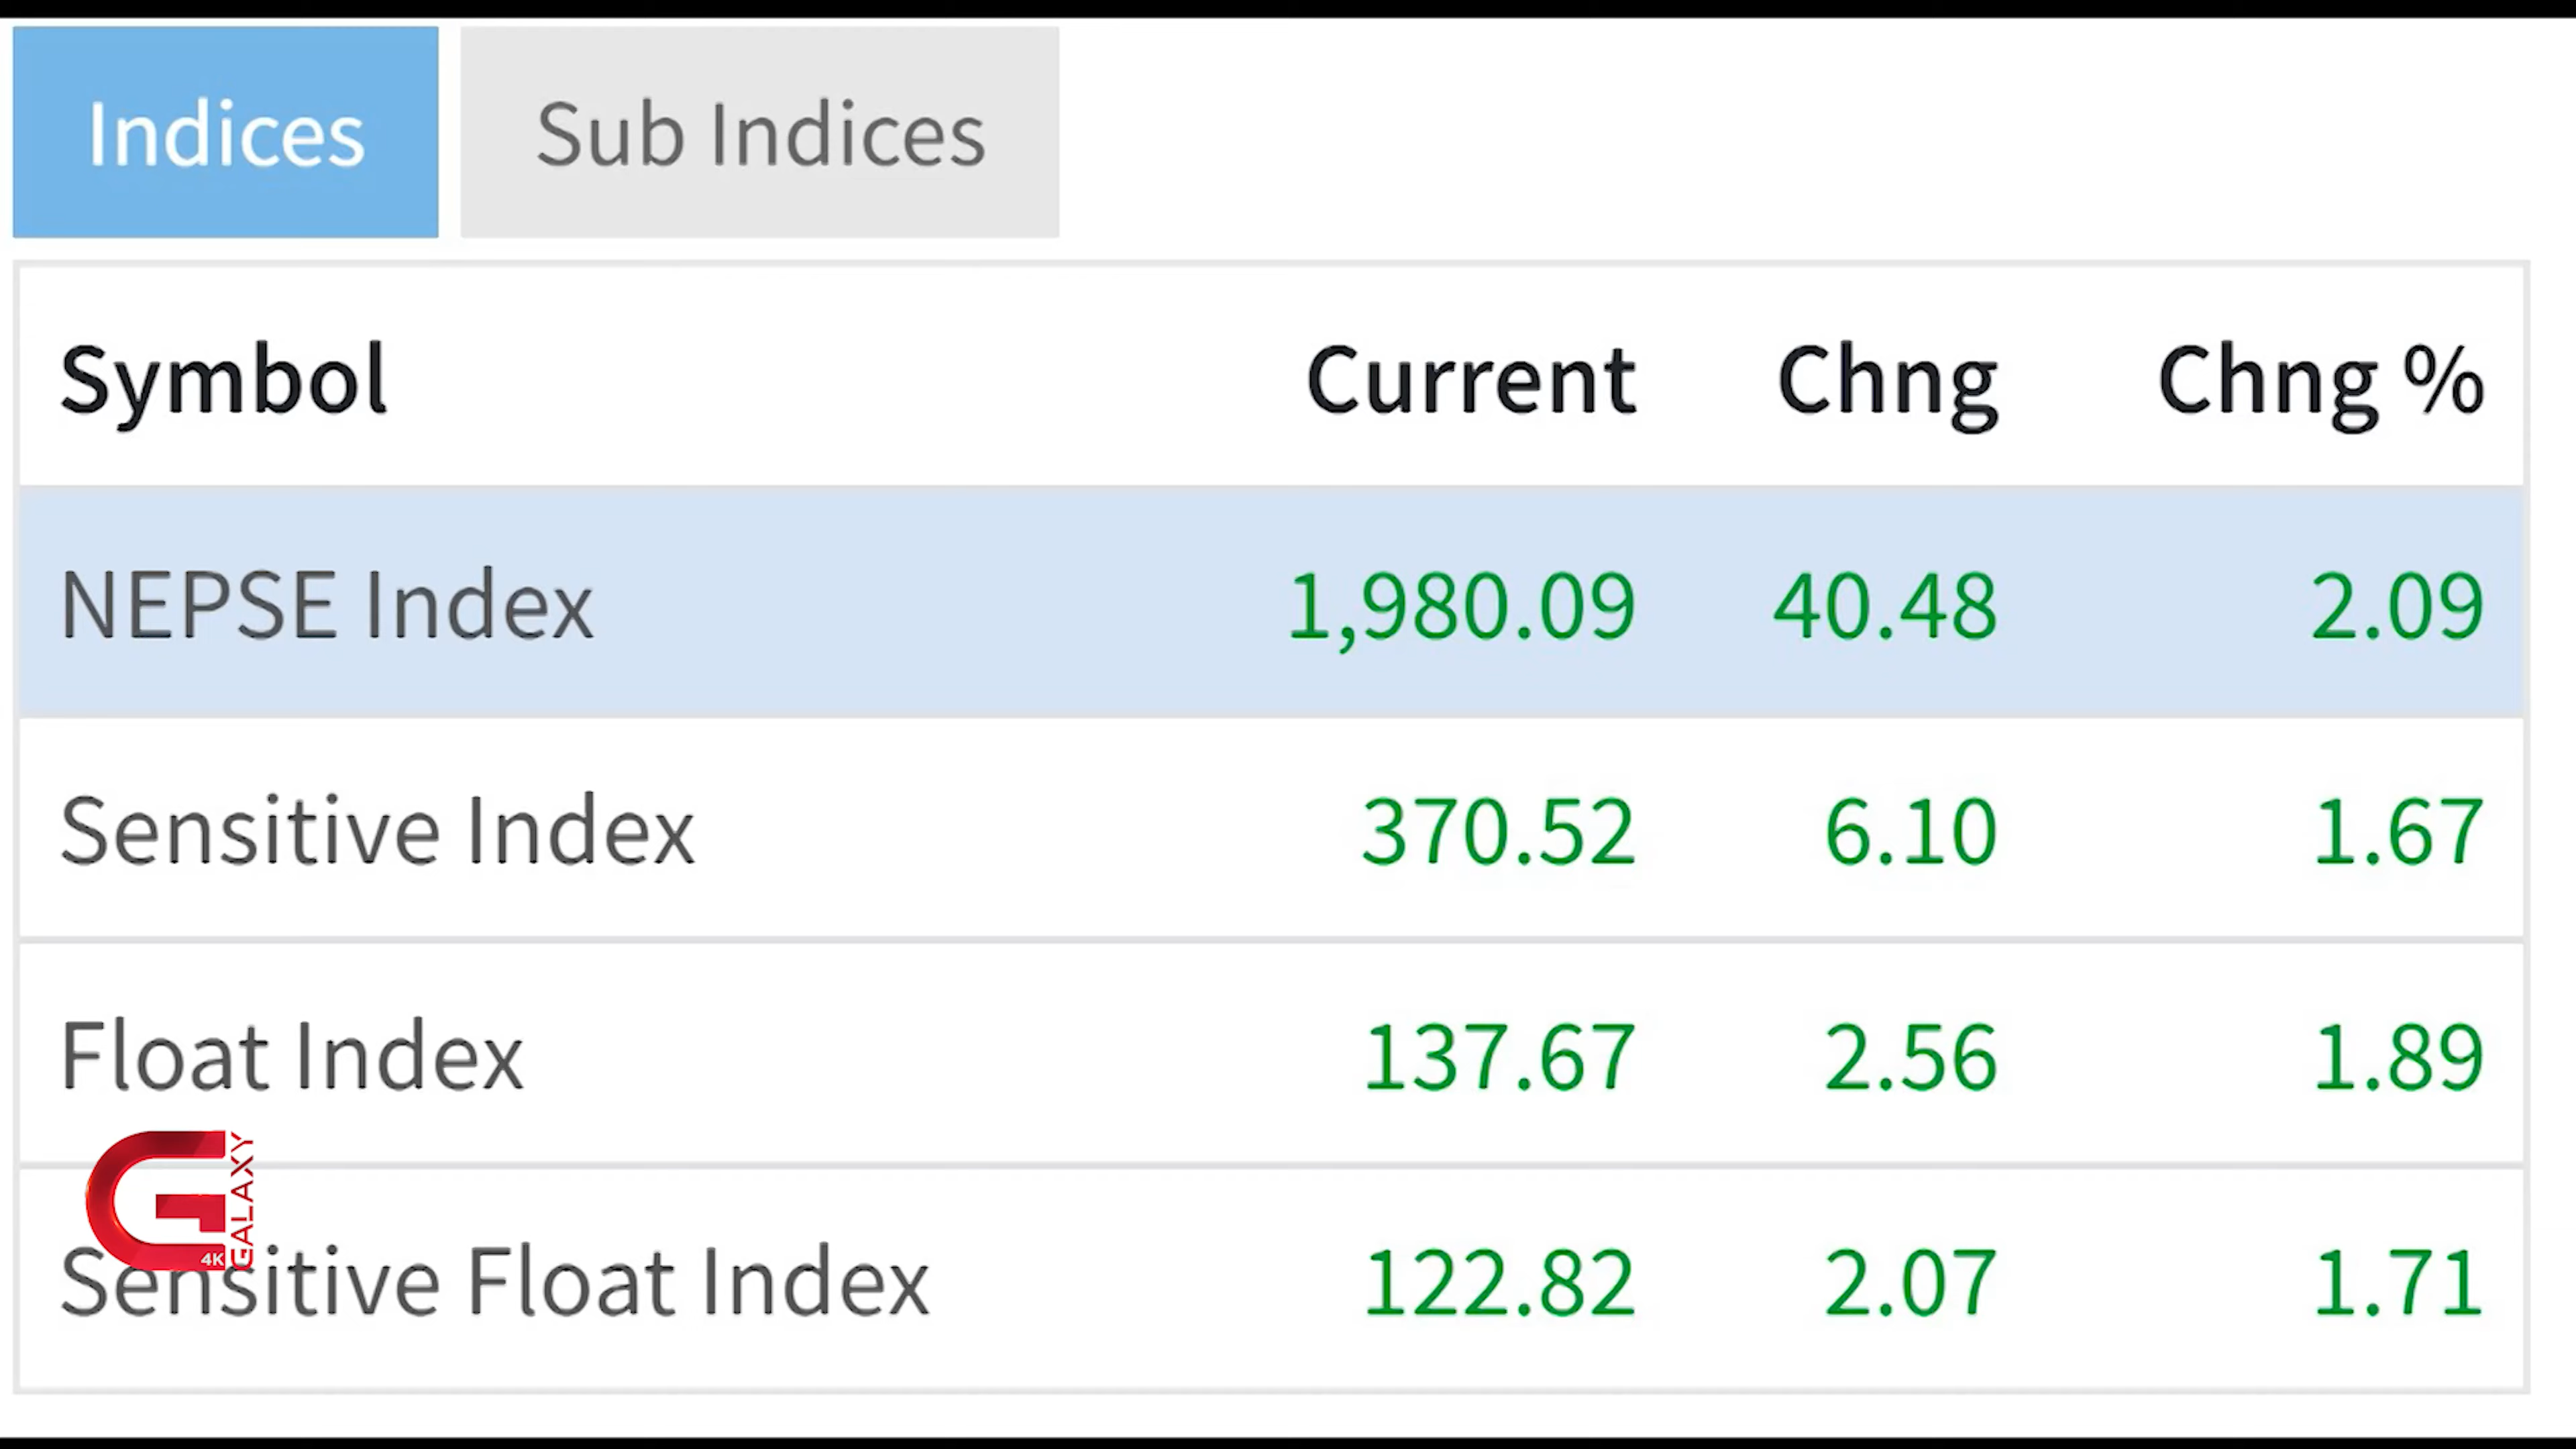 Indices Sub Indices
Symbol Current Chng Chng %
NEPSE Index 1,980.09 40.48 2.09
Sensitive Index 370.52 6.10 1.67
Float Index 137.67 2.56 1.89
GALAXY
4K
Sensitive Float Index 122.82 2.07 1.71